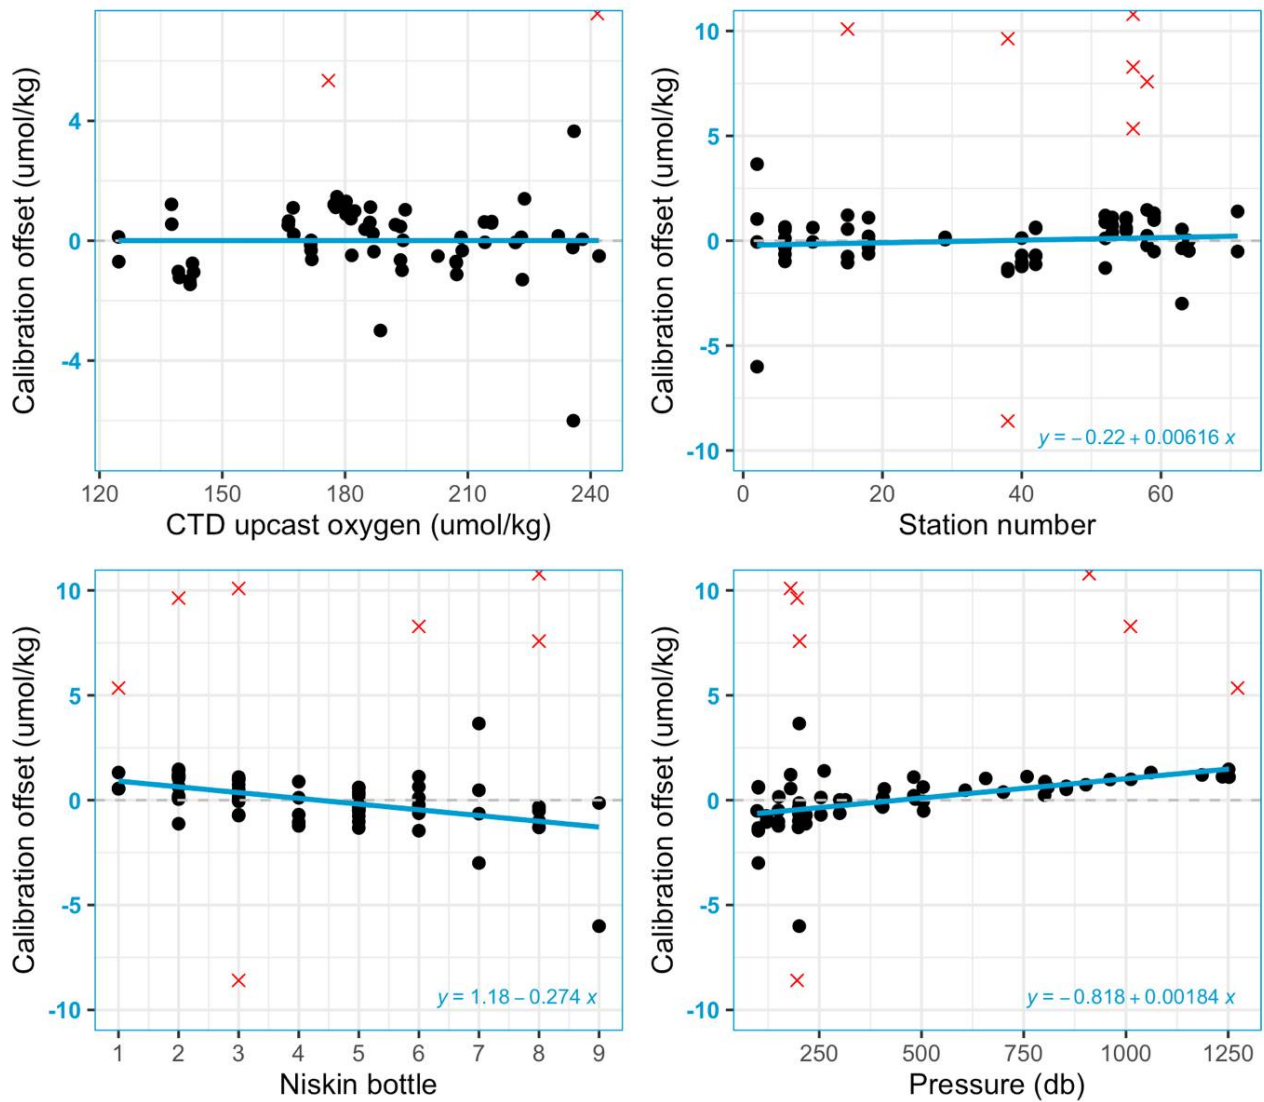 Calibration offset (umol/kg)
4
0
-4
120 150 180 210 240
CTD upcast oxygen (umol/kg)
Calibration offset (umol/kg)
10
5
0
-5
-10
y = −0.22 + 0.00616 x
0 20 40 60
Station number
Calibration offset (umol/kg)
10
5
0
-5
-10
y = 1.18 − 0.274 x
1 2 3 4 5 6 7 8 9
Niskin bottle
Calibration offset (umol/kg)
10
5
0
-5
-10
y = −0.818 + 0.00184 x
250 500 750 1000 1250
Pressure (db)